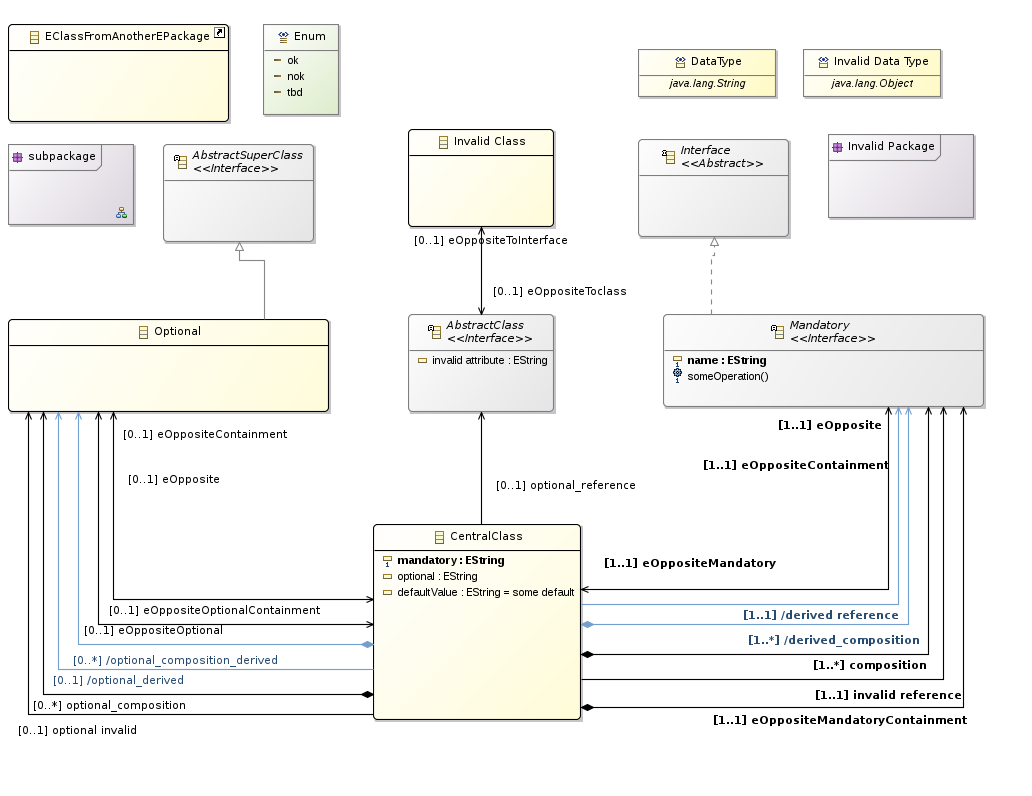 EClassFromAnotherEPackage
Enum
ok
nok
tbd
DataType
java.lang.String
Invalid Data Type
java.lang.Object
subpackage
AbstractSuperClass
<<Interface>>
Invalid Class
Interface
<<Abstract>>
Invalid Package
[0..1] eOppositeToInterface
[0..1] eOppositeToclass
Optional
AbstractClass
<<Interface>>
invalid attribute : EString
Mandatory
<<Interface>>
name : EString
someOperation()
[0..1] eOppositeContainment
[0..1] eOpposite
[1..1] eOpposite
[1..1] eOppositeContainment
[0..1] optional_reference
CentralClass
mandatory : EString
optional : EString
defaultValue : EString = some default
[1..1] eOppositeMandatory
[0..1] eOppositeOptionalContainment
[0..1] eOppositeOptional
[0..*] /optional_composition_derived
[0..1] /optional_derived
[0..*] optional_composition
[0..1] optional invalid
[1..1] /derived reference
[1..*] /derived_composition
[1..*] composition
[1..1] invalid reference
[1..1] eOppositeMandatoryContainment